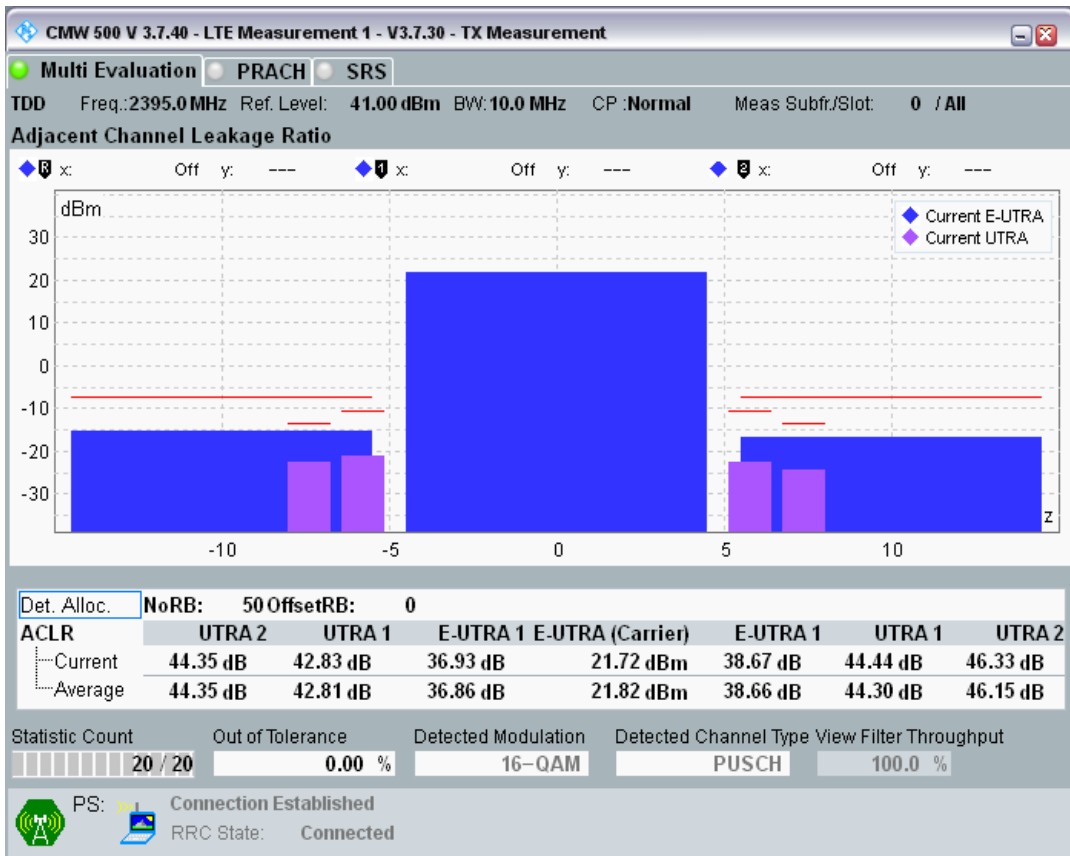 CMW 500 V 3.7.40 - LTE Measurement 1 - V3.7.30 - TX Measurement
Multi Evaluation PRACH SRS
TDD Freq.:2395.0 MHz Ref. Level: 41.00 dBm BW:10.0 MHz CP :Normal Meas Subfr./Slot: 0 / All
Adjacent Channel Leakage Ratio
R x: Off y: --- 1 x: Off y: --- 2 x: Off y: ---
dBm
Current E-UTRA
Current UTRA
30
20
10
0
-10
-20
-30
z
-10 -5 0 5 10
Det. Alloc. NoRB: 50 OffsetRB: 0
ACLR UTRA 2 UTRA 1 E-UTRA 1 E-UTRA (Carrier) E-UTRA 1 UTRA 1 UTRA 2
Current 44.35 dB 42.83 dB 36.93 dB 21.72 dBm 38.67 dB 44.44 dB 46.33 dB
Average 44.35 dB 42.81 dB 36.86 dB 21.82 dBm 38.66 dB 44.30 dB 46.15 dB
Statistic Count Out of Tolerance Detected Modulation Detected Channel Type View Filter Throughput
20 / 20 0.00 % 16-QAM PUSCH 100.0 %
PS: Connection Established
RRC State: Connected